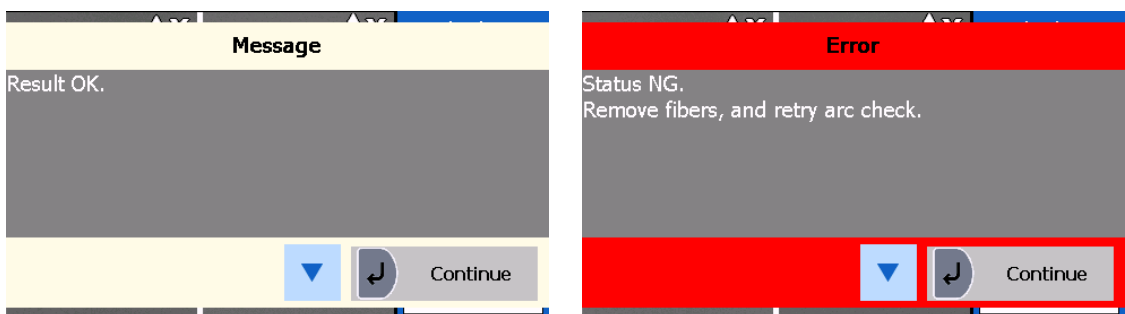 Message
Result OK.
Continue
Error
Status NG.
Remove fibers, and retry arc check.
Continue